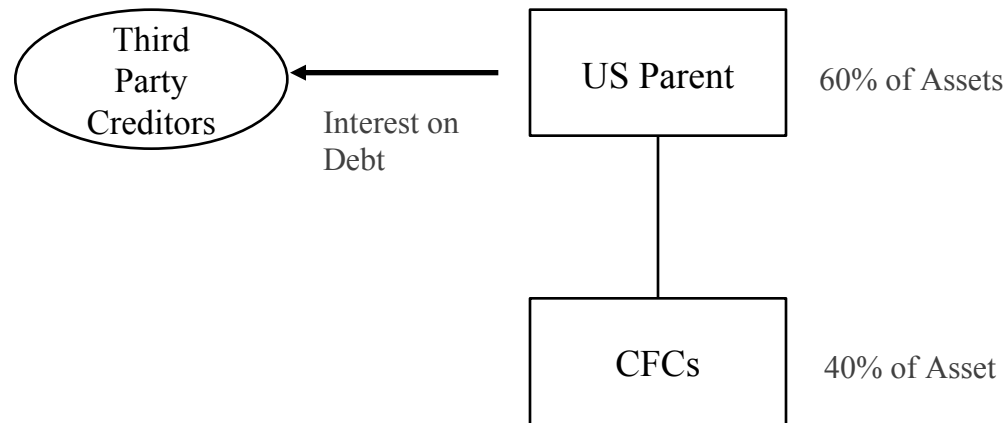 Third
Party
Creditors
Interest on
Debt
US Parent
60% of Assets
CFCs
40% of Asset